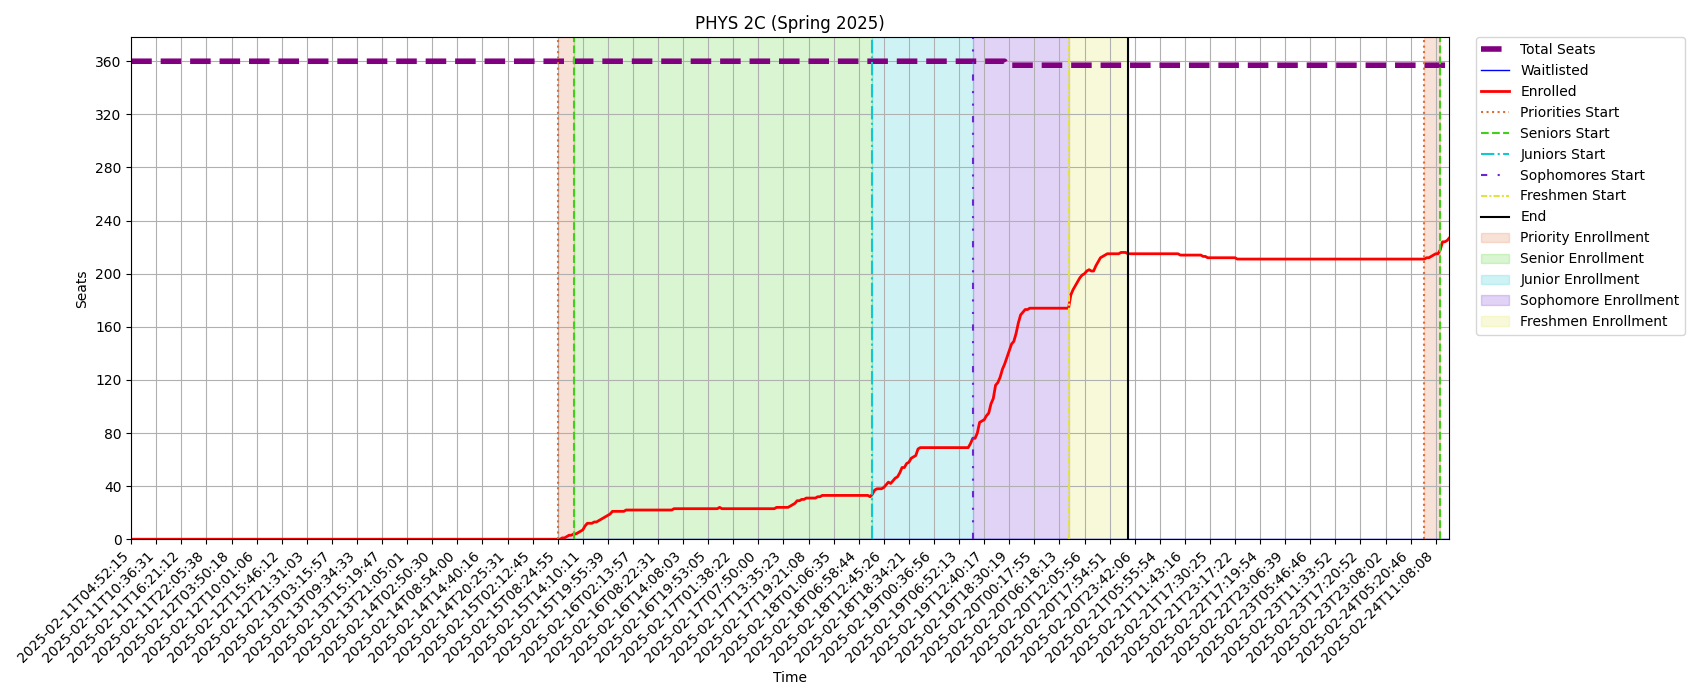 PHYS 2C (Spring 2025)
Seats
360
320
280
240
200
160
120
80
40
0
2025-02-11T04:52:15
2025-02-11T10:36:31
2025-02-11T16:21:12
2025-02-11T22:05:38
2025-02-12T03:50:18
2025-02-12T10:01:06
2025-02-12T15:46:12
2025-02-12T21:31:03
2025-02-13T03:15:57
2025-02-13T09:34:33
2025-02-13T15:19:47
2025-02-13T21:05:01
2025-02-14T02:50:30
2025-02-14T08:54:00
2025-02-14T14:40:16
2025-02-14T20:25:31
2025-02-15T02:12:45
2025-02-15T08:24:55
2025-02-15T14:10:11
2025-02-15T19:55:39
2025-02-16T02:13:57
2025-02-16T08:22:31
2025-02-16T14:08:03
2025-02-16T19:53:05
2025-02-17T01:38:22
2025-02-17T07:50:00
2025-02-17T13:35:23
2025-02-17T19:21:08
2025-02-18T01:06:35
2025-02-18T06:58:44
2025-02-18T12:45:26
2025-02-18T18:34:21
2025-02-19T00:36:56
2025-02-19T06:52:13
2025-02-19T12:40:17
2025-02-19T18:30:19
2025-02-20T00:17:55
2025-02-20T06:18:13
2025-02-20T12:05:56
2025-02-20T17:54:51
2025-02-20T23:42:06
2025-02-21T05:55:54
2025-02-21T11:43:16
2025-02-21T17:30:25
2025-02-21T23:17:22
2025-02-22T17:19:54
2025-02-22T23:06:39
2025-02-23T05:46:46
2025-02-23T11:33:52
2025-02-23T17:20:52
2025-02-23T23:08:02
2025-02-24T05:20:46
2025-02-24T11:08:08
Time
Total Seats
Waitlisted
Enrolled
Priorities Start
Seniors Start
Juniors Start
Sophomores Start
Freshmen Start
End
Priority Enrollment
Senior Enrollment
Junior Enrollment
Sophomore Enrollment
Freshmen Enrollment